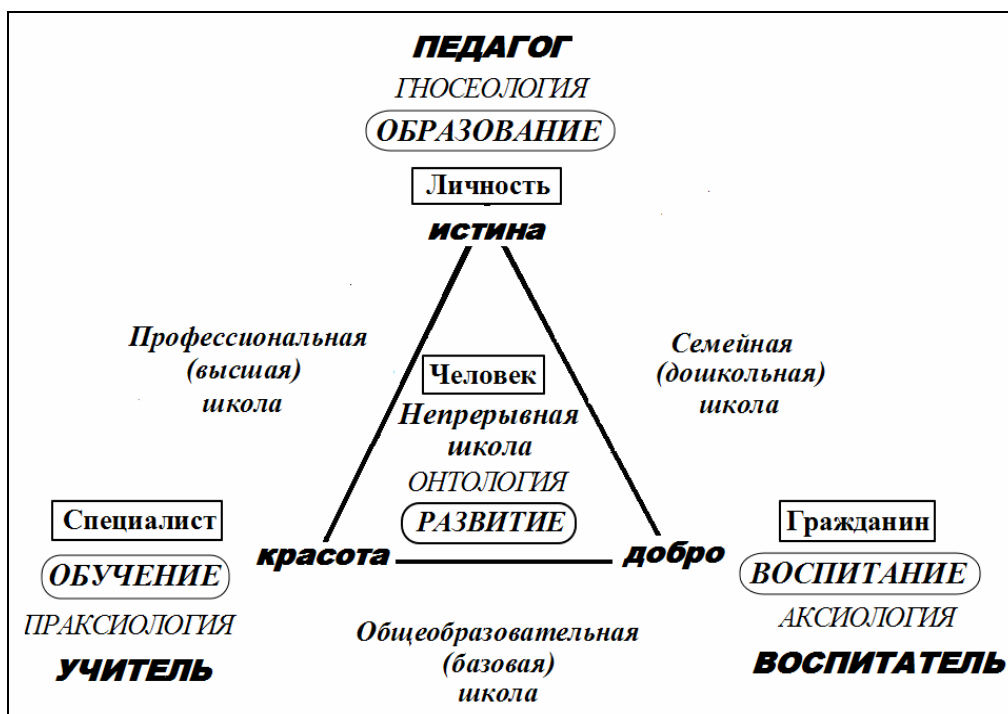 ПЕДАГОГ
ГНОСЕОЛОГИЯ
ОБРАЗОВАНИЕ
Личность
истина
Профессиональная
(высшая)
школа
Семейная
(дошкольная)
школа
Человек
Непрерывная
школа
ОНТОЛОГИЯ
РАЗВИТИЕ
Специалист
ОБУЧЕНИЕ
ПРАКСИОЛОГИЯ
УЧИТЕЛЬ
красота
добро
Гражданин
ВОСПИТАНИЕ
АКСИОЛОГИЯ
ВОСПИТАТЕЛЬ
Общеобразовательная
(базовая)
школа